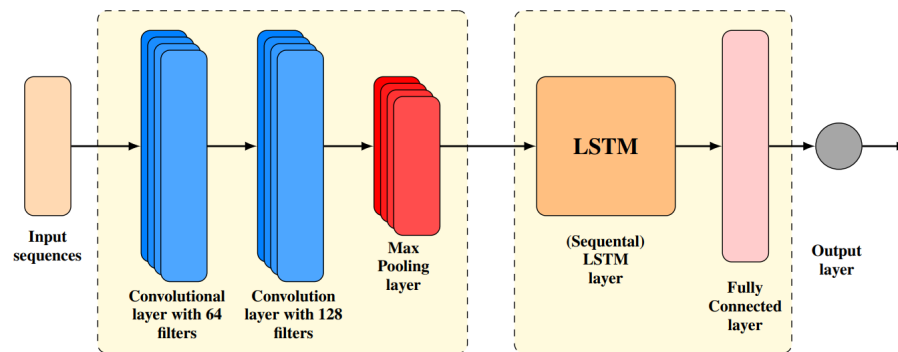 Input
sequences
Convolutional
layer with 64
filters
Convolution
layer with 128
filters
Max
Pooling
layer
LSTM
(Sequental)
LSTM
layer
Fully
Connected
layer
Output
layer